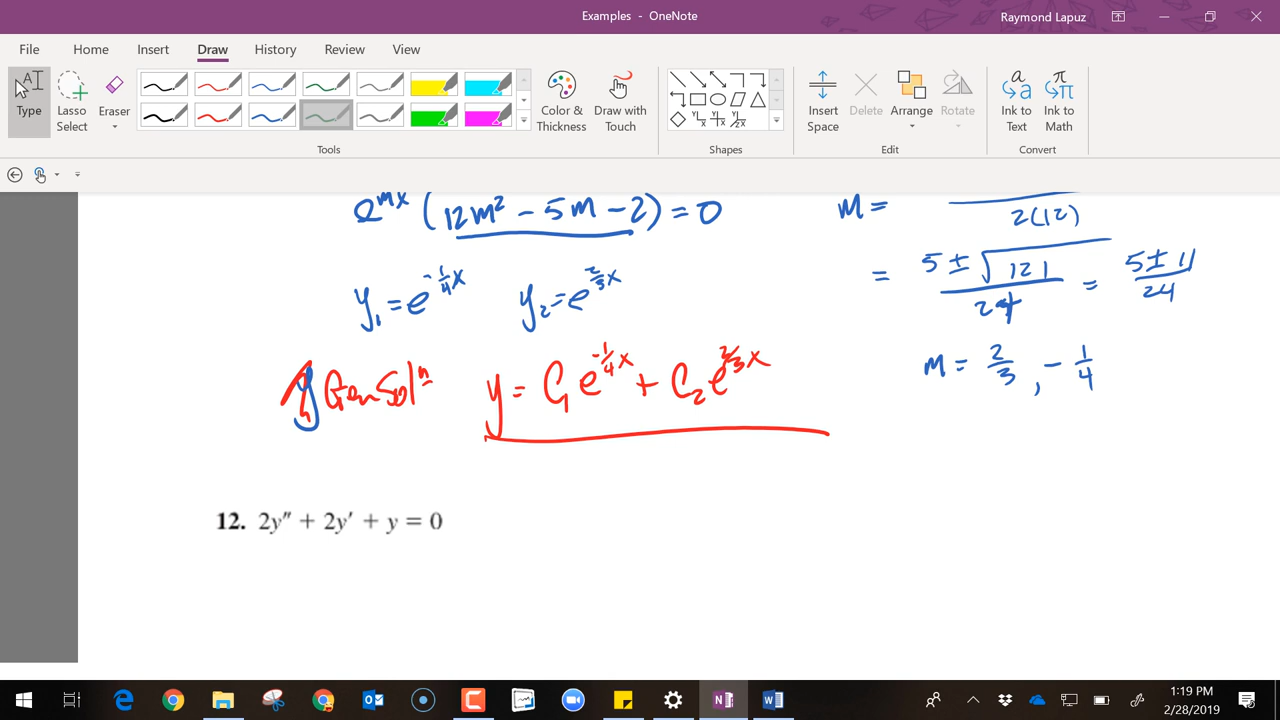 Examples - OneNote
Raymond Lapuz
File Home Insert Draw History Review View
Type
Lasso Select
Eraser
Color & Thickness
Draw with Touch
Insert Space
Delete
Arrange
Rotate
Ink to Text
Ink to Math
Tools
Shapes
Edit
Convert
e^{mx} (12m² - 5m - 2) = 0
m =
2(12)
= (5 ± √121)/24 = (5 ± 11)/24
y₁ = e^{-1/4 x} y₂ = e^{2/3 x}
m = 2/3, -1/4
Gen Solⁿ y = C₁e^{-1/4 x} + C₂e^{2/3 x}
12. 2y″ + 2y′ + y = 0
1:19 PM
2/28/2019